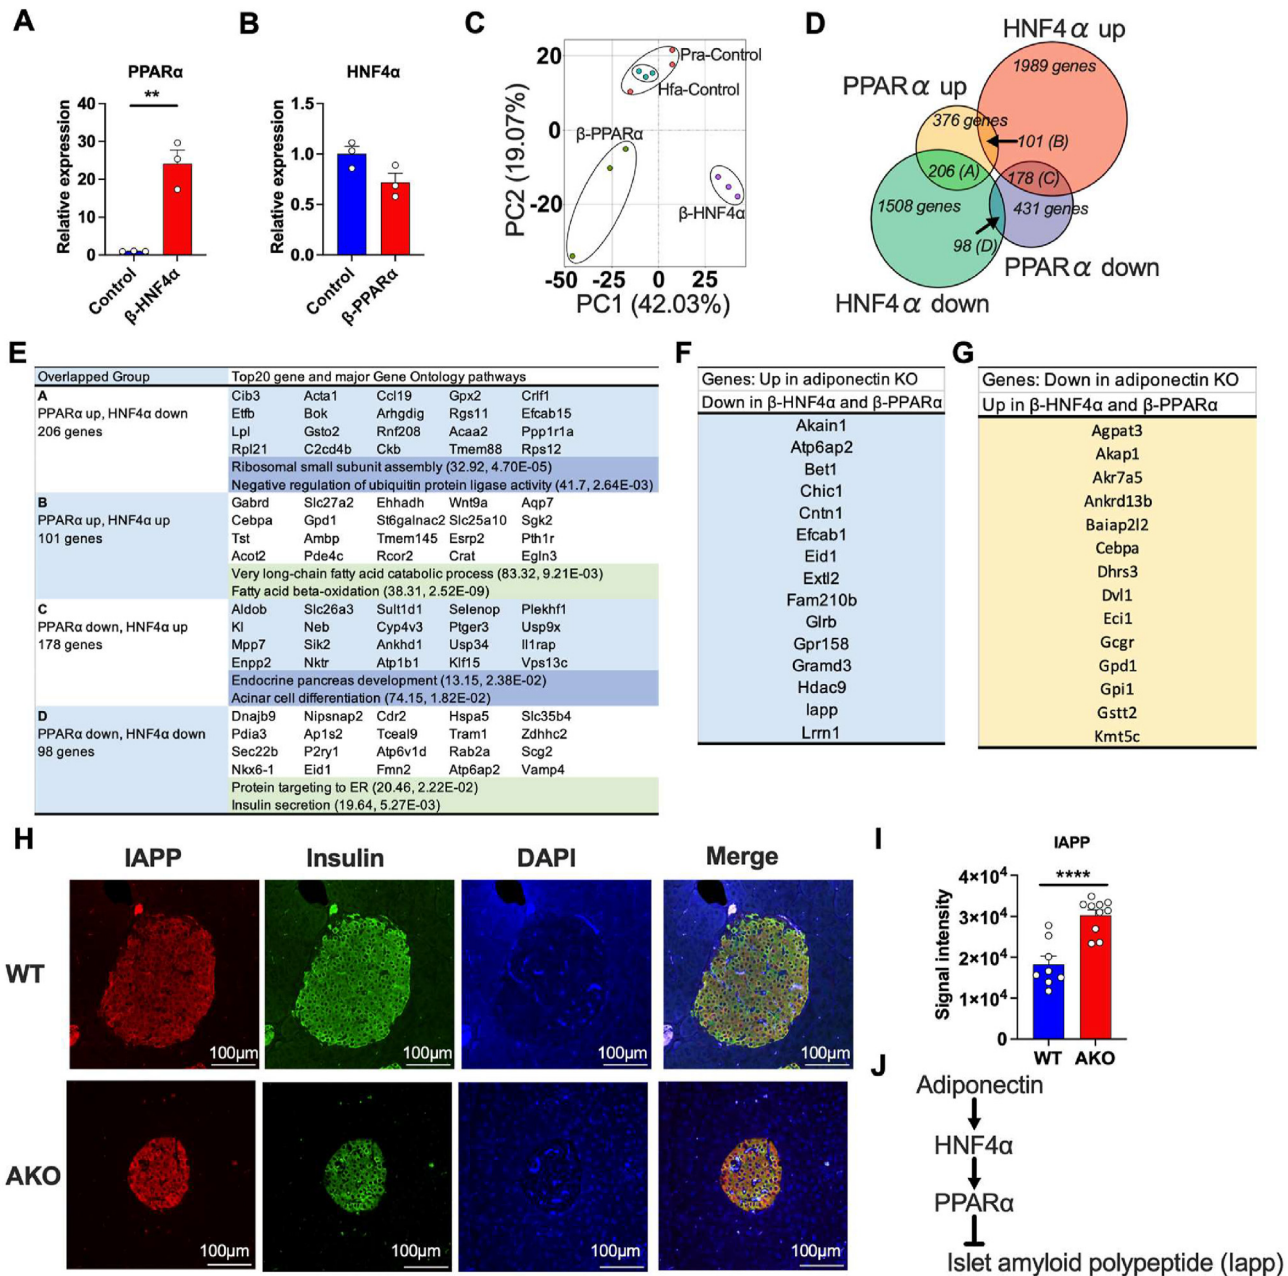 A
PPARα
**
Relative expression
40
30
20
10
0
Control
β-HNF4α
B
HNF4α
Relative expression
1.5
1.0
0.5
0.0
Control
β-PPARα
C
PC2 (19.07%)
20
0
-20
-50
-25
0
25
PC1 (42.03%)
Pra-Control
Hfa-Control
β-PPARα
β-HNF4α
D
HNF4α up
1989 genes
PPARα up
376 genes
101 (B)
206 (A)
178 (C)
1508 genes
431 genes
98 (D)
PPARα down
HNF4α down
E
Overlapped Group Top20 gene and major Gene Ontology pathways
A
PPARα up, HNF4α down
206 genes
Cib3 Acta1 Ccl19 Gpx2 Crlf1
Etfb Bok Arhgdig Rgs11 Efcab15
Lpl Gsto2 Rnf208 Acaa2 Ppp1r1a
Rpl21 C2cd4b Ckb Tmem88 Rps12
Ribosomal small subunit assembly (32.92, 4.70E-05)
Negative regulation of ubiquitin protein ligase activity (41.7, 2.64E-03)
B
PPARα up, HNF4α up
101 genes
Gabrd Slc27a2 Ehhadh Wnt9a Aqp7
Cebpa Gpd1 St6galnac2 Slc25a10 Sgk2
Tst Ambp Tmem145 Esrp2 Pth1r
Acot2 Pde4c Rcor2 Crat Egln3
Very long-chain fatty acid catabolic process (83.32, 9.21E-03)
Fatty acid beta-oxidation (38.31, 2.52E-09)
C
PPARα down, HNF4α up
178 genes
Aldob Slc26a3 Sult1d1 Selenop Plekhf1
Kl Neb Cyp4v3 Ptger3 Usp9x
Mpp7 Sik2 Ankhd1 Usp34 Il1rap
Enpp2 Nktr Atp1b1 Klf15 Vps13c
Endocrine pancreas development (13.15, 2.38E-02)
Acinar cell differentiation (74.15, 1.82E-02)
D
PPARα down, HNF4α down
98 genes
Dnajb9 Nipsnap2 Cdr2 Hspa5 Slc35b4
Pdia3 Ap1s2 Tceal9 Tram1 Zdhhc2
Sec22b P2ry1 Atp6v1d Rab2a Scg2
Nkx6-1 Eid1 Fmn2 Atp6ap2 Vamp4
Protein targeting to ER (20.46, 2.22E-02)
Insulin secretion (19.64, 5.27E-03)
F
Genes: Up in adiponectin KO
Down in β-HNF4α and β-PPARα
Akain1
Atp6ap2
Bet1
Chic1
Cntn1
Efcab1
Eid1
Extl2
Fam210b
Glrb
Gpr158
Gramd3
Hdac9
Iapp
Lrrn1
G
Genes: Down in adiponectin KO
Up in β-HNF4α and β-PPARα
Agpat3
Akap1
Akr7a5
Ankrd13b
Baiap2l2
Cebpa
Dhrs3
Dvl1
Eci1
Gcgr
Gpd1
Gpi1
Gstt2
Kmt5c
H
IAPP Insulin DAPI Merge
WT
100μm 100μm 100μm 100μm
AKO
100μm 100μm 100μm 100μm
I
IAPP
****
Signal intensity
4×10⁴
3×10⁴
2×10⁴
1×10⁴
0
WT AKO
J
Adiponectin
HNF4α
PPARα
Islet amyloid polypeptide (Iapp)